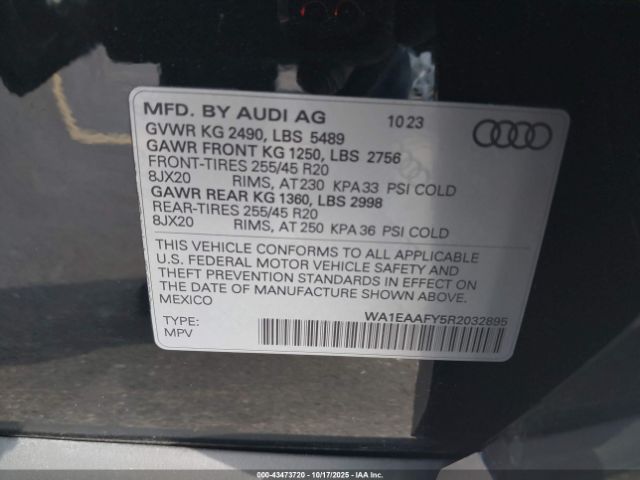 MFD. BY AUDI AG 10 23
GVWR KG 2490, LBS 5489
GAWR FRONT KG 1250, LBS 2756
FRONT-TIRES 255/45 R20
8JX20 RIMS, AT 230 KPA 33 PSI COLD
GAWR REAR KG 1360, LBS 2998
REAR-TIRES 255/45 R20
8JX20 RIMS, AT 250 KPA 36 PSI COLD
THIS VEHICLE CONFORMS TO ALL APPLICABLE
U.S. FEDERAL MOTOR VEHICLE SAFETY AND
THEFT PREVENTION STANDARDS IN EFFECT ON
THE DATE OF MANUFACTURE SHOWN ABOVE.
MEXICO
WA1EAAFY5R2032895
TYPE:
MPV
000-43473720 - 10/17/2025 - IAA Inc.